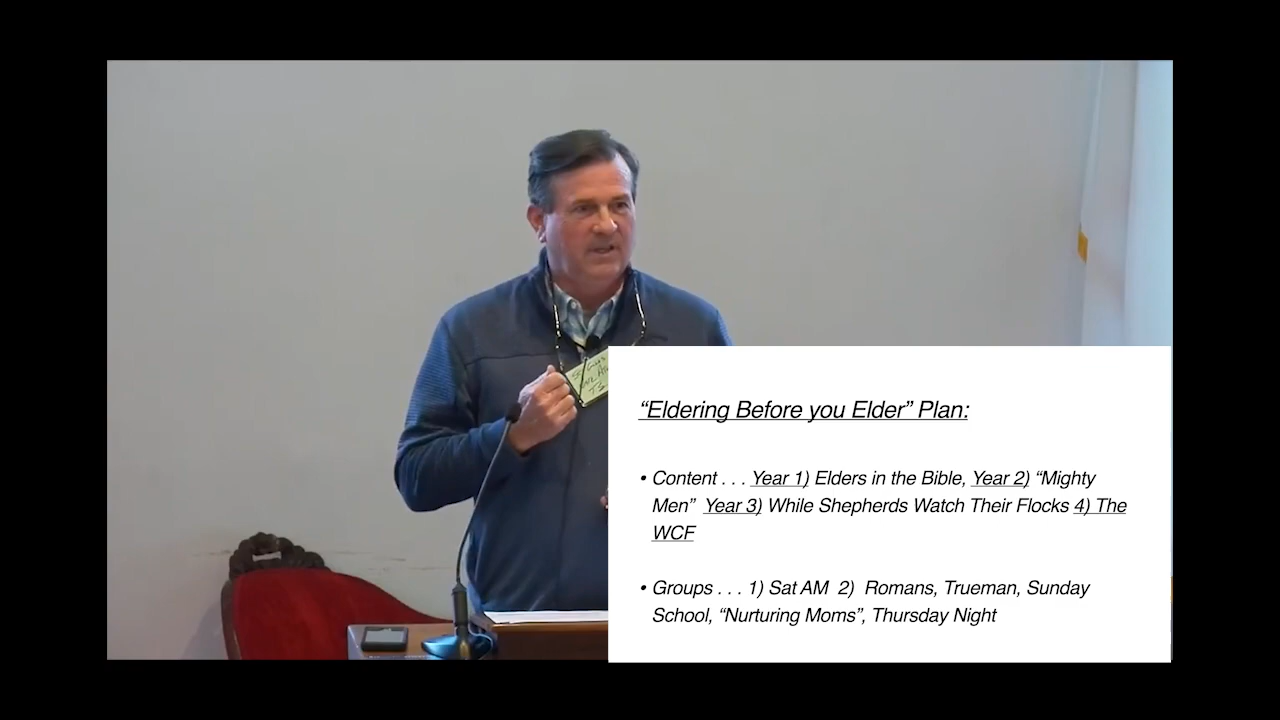 “Eldering Before you Elder” Plan:
• Content . . . Year 1) Elders in the Bible, Year 2) “Mighty
Men” Year 3) While Shepherds Watch Their Flocks 4) The
WCF
• Groups . . . 1) Sat AM 2) Romans, Trueman, Sunday
School, “Nurturing Moms”, Thursday Night